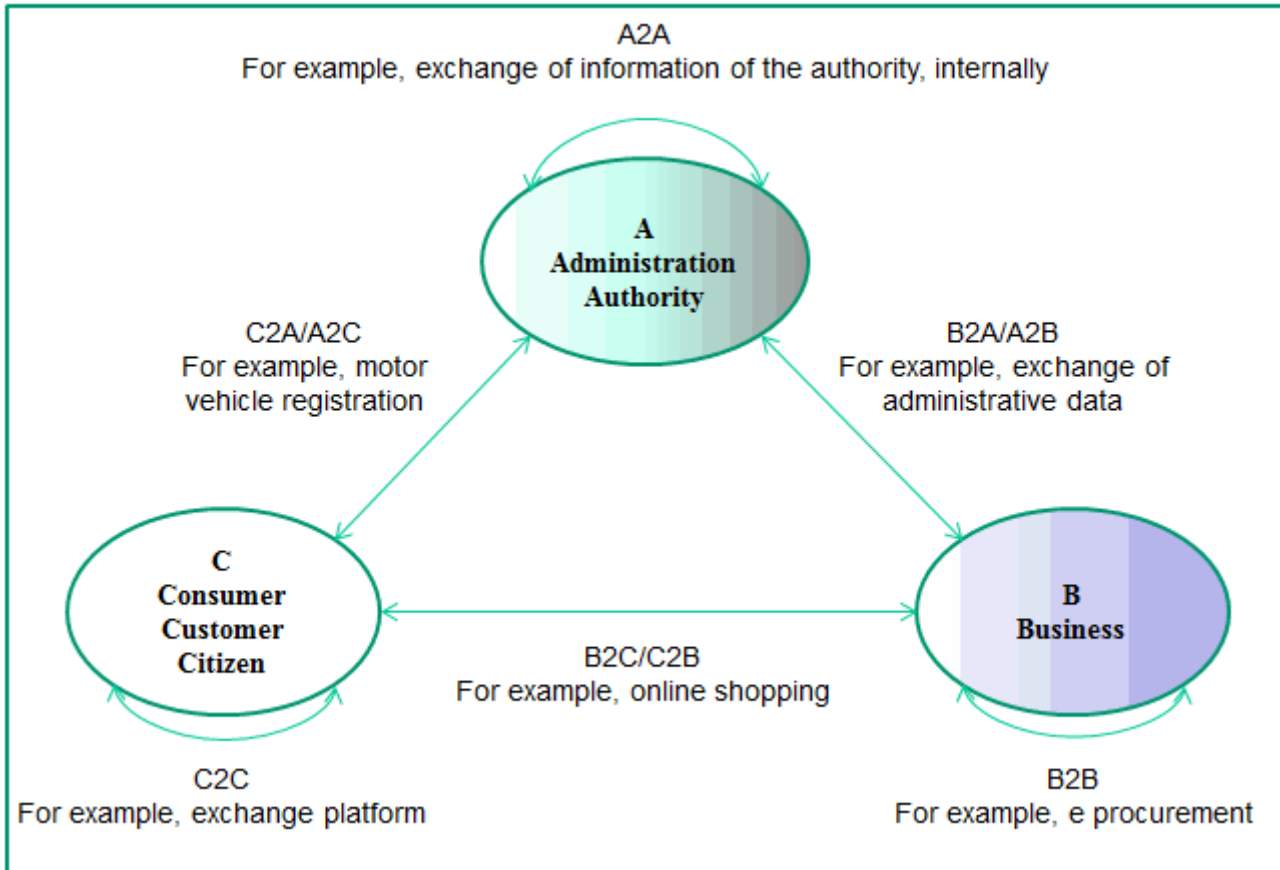 A2A
For example, exchange of information of the authority, internally
A
Administration
Authority
C2A/A2C
For example, motor
vehicle registration
B2A/A2B
For example, exchange of
administrative data
C
Consumer
Customer
Citizen
B
Business
B2C/C2B
For example, online shopping
C2C
For example, exchange platform
B2B
For example, e procurement